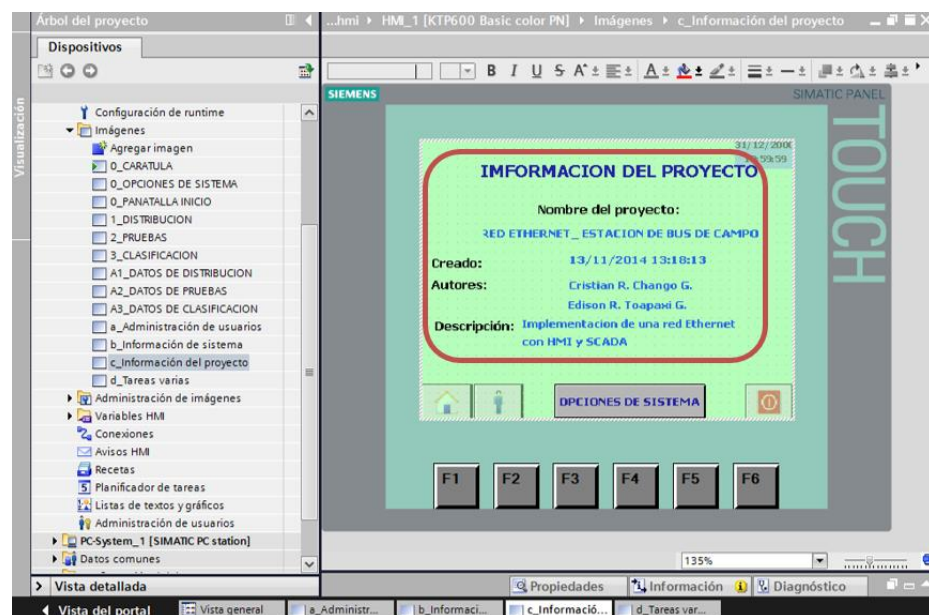 Árbol del proyecto
...hmi ▸ HMI_1 [KTP600 Basic color PN] ▸ Imágenes ▸ c_Información del proyecto
Dispositivos
B I U S A
Visualización
Configuración de runtime
Imágenes
Agregar imagen
0_CARATULA
0_OPCIONES DE SISTEMA
0_PANATALLA INICIO
1_DISTRIBUCION
2_PRUEBAS
3_CLASIFICACION
A1_DATOS DE DISTRIBUCION
A2_DATOS DE PRUEBAS
A3_DATOS DE CLASIFICACION
a_Administración de usuarios
b_Información de sistema
c_Información del proyecto
d_Tareas varias
Administración de imágenes
Variables HMI
Conexiones
Avisos HMI
Recetas
Planificador de tareas
Listas de textos y gráficos
Administración de usuarios
PC-System_1 [SIMATIC PC station]
Datos comunes
Vista detallada
SIEMENS
SIMATIC PANEL
TOUCH
31/12/200
:59:59
IMFORMACION DEL PROYECTO
Nombre del proyecto:
RED ETHERNET_ ESTACION DE BUS DE CAMPO
Creado: 13/11/2014 13:18:13
Autores: Cristian R. Chango G.
Edison R. Toapaxi G.
Descripción: Implementacion de una red Ethernet
con HMI y SCADA
OPCIONES DE SISTEMA
F1 F2 F3 F4 F5 F6
135%
Propiedades Información Diagnóstico
Vista del portal Vista general a_Administr... b_Informaci... c_Informació... d_Tareas var...